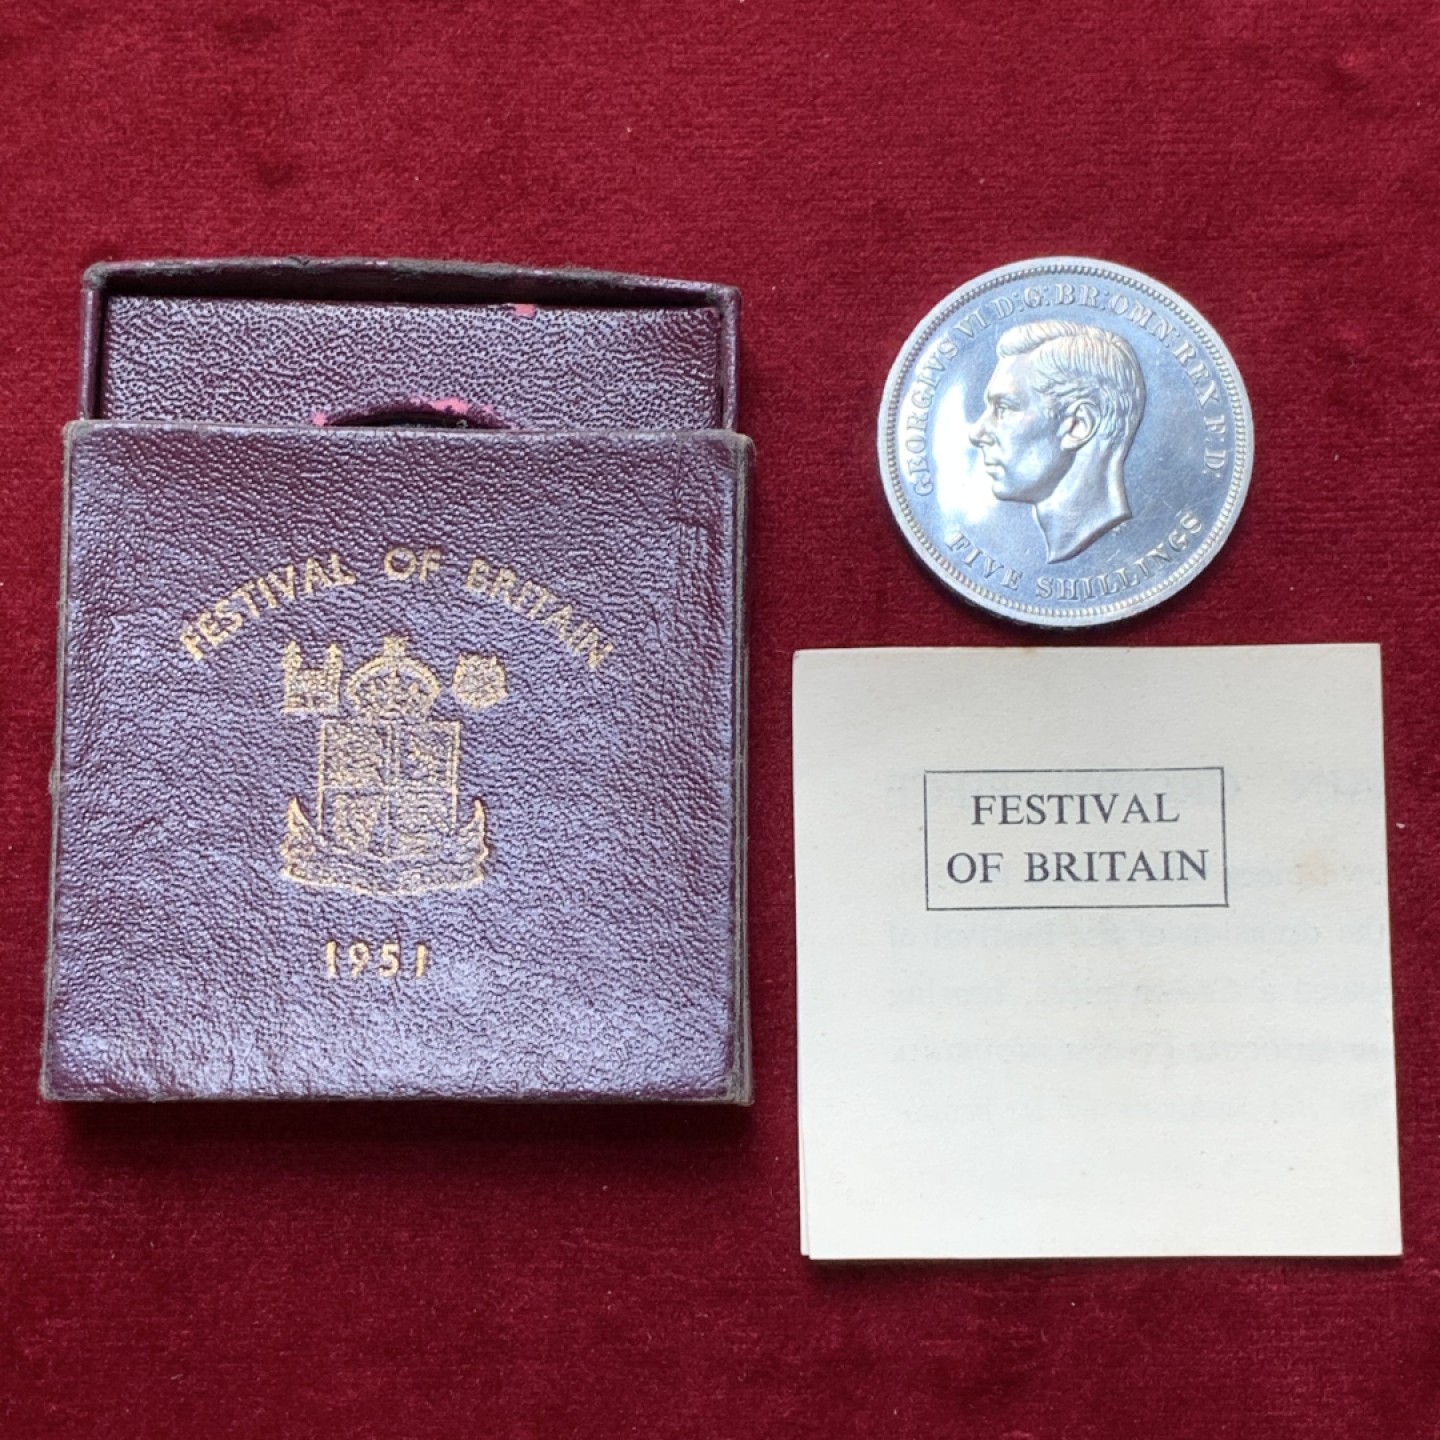 FESTIVAL OF BRITAIN
1951
GEORGIVS VI D:G:BR:OMN:REX F:D:
FIVE SHILLINGS
FESTIVAL
OF BRITAIN